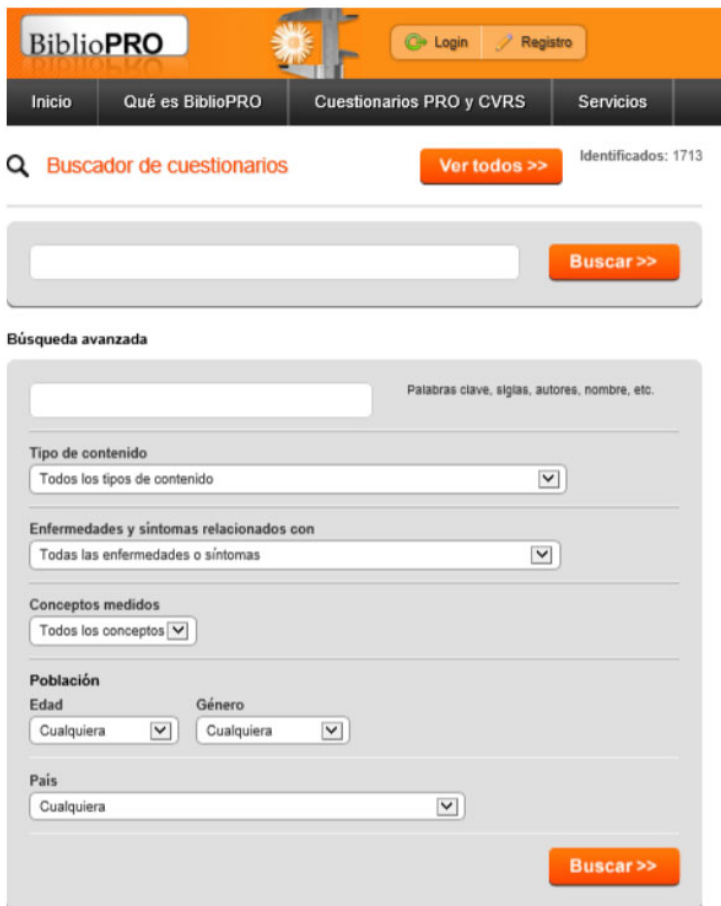 BiblioPRO
Login
Registro
Inicio
Qué es BiblioPRO
Cuestionarios PRO y CVRS
Servicios
Buscador de cuestionarios
Ver todos >>
Identificados: 1713
Buscar >>
Búsqueda avanzada
Palabras clave, siglas, autores, nombre, etc.
Tipo de contenido
Todos los tipos de contenido
Enfermedades y síntomas relacionados con
Todas las enfermedades o síntomas
Conceptos medidos
Todos los conceptos
Población
Edad
Género
Cualquiera
Cualquiera
País
Cualquiera
Buscar >>